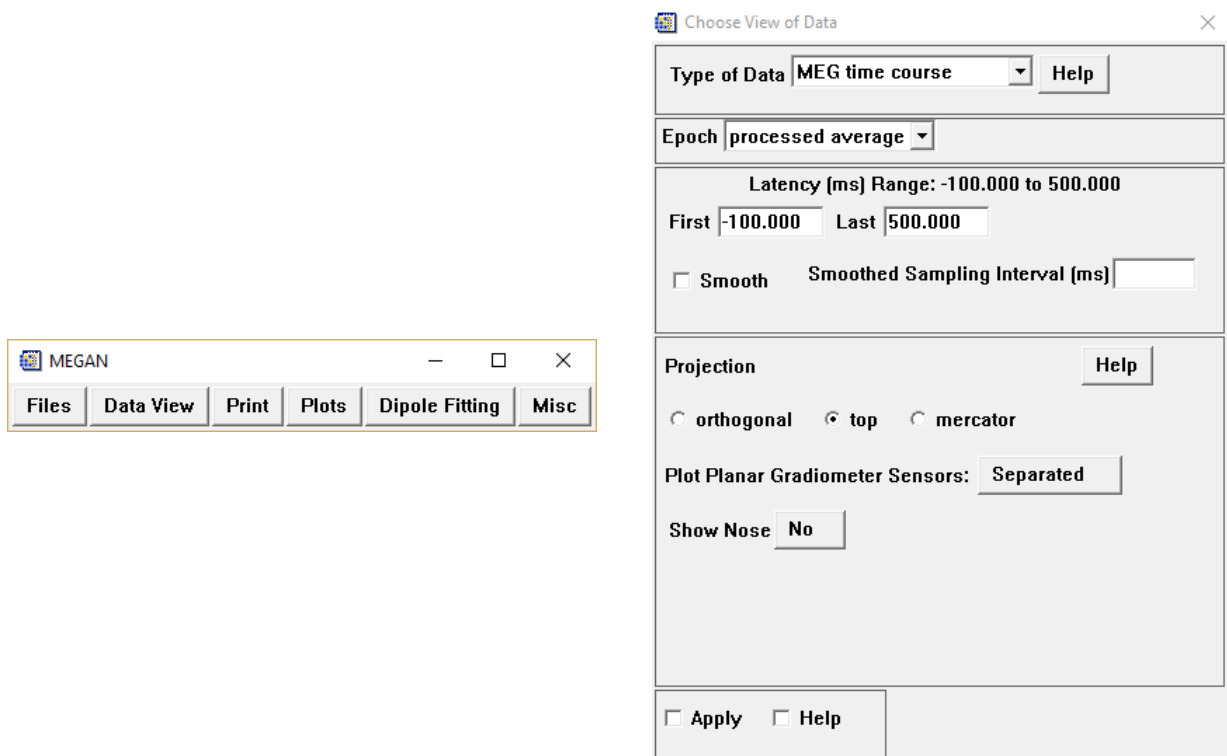 MEGAN
Files Data View Print Plots Dipole Fitting Misc
Choose View of Data
Type of Data MEG time course Help
Epoch processed average
Latency (ms) Range: -100.000 to 500.000
First -100.000 Last 500.000
Smooth Smoothed Sampling Interval (ms)
Projection Help
orthogonal top mercator
Plot Planar Gradiometer Sensors: Separated
Show Nose No
Apply Help